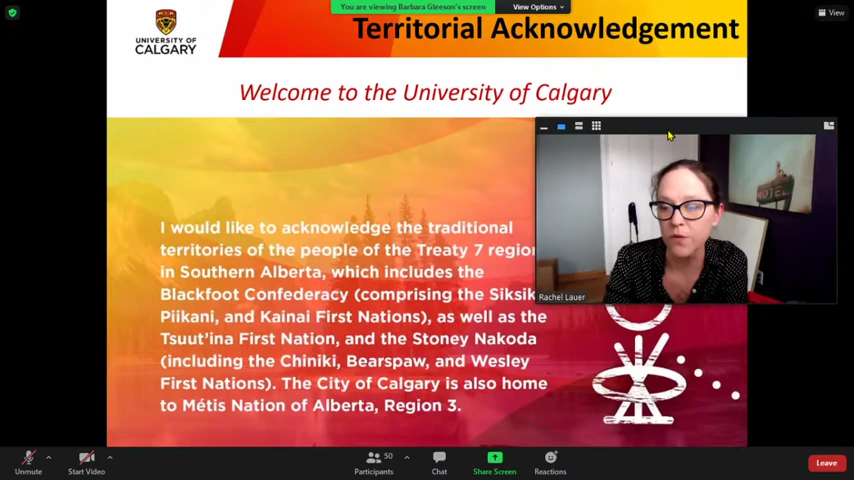 You are viewing Barbara Gleeson's screen
View Options
View
UNIVERSITY OF
CALGARY
Territorial Acknowledgement
Welcome to the University of Calgary
I would like to acknowledge the traditional
territories of the people of the Treaty 7 region
in Southern Alberta, which includes the
Blackfoot Confederacy (comprising the Siksik
Piikani, and Kainai First Nations), as well as the
Tsuut'ina First Nation, and the Stoney Nakoda
(including the Chiniki, Bearspaw, and Wesley
First Nations). The City of Calgary is also home
to Métis Nation of Alberta, Region 3.
HOTEL
Rachel Lauer
Unmute
Start Video
50
Participants
Chat
Share Screen
Reactions
Leave